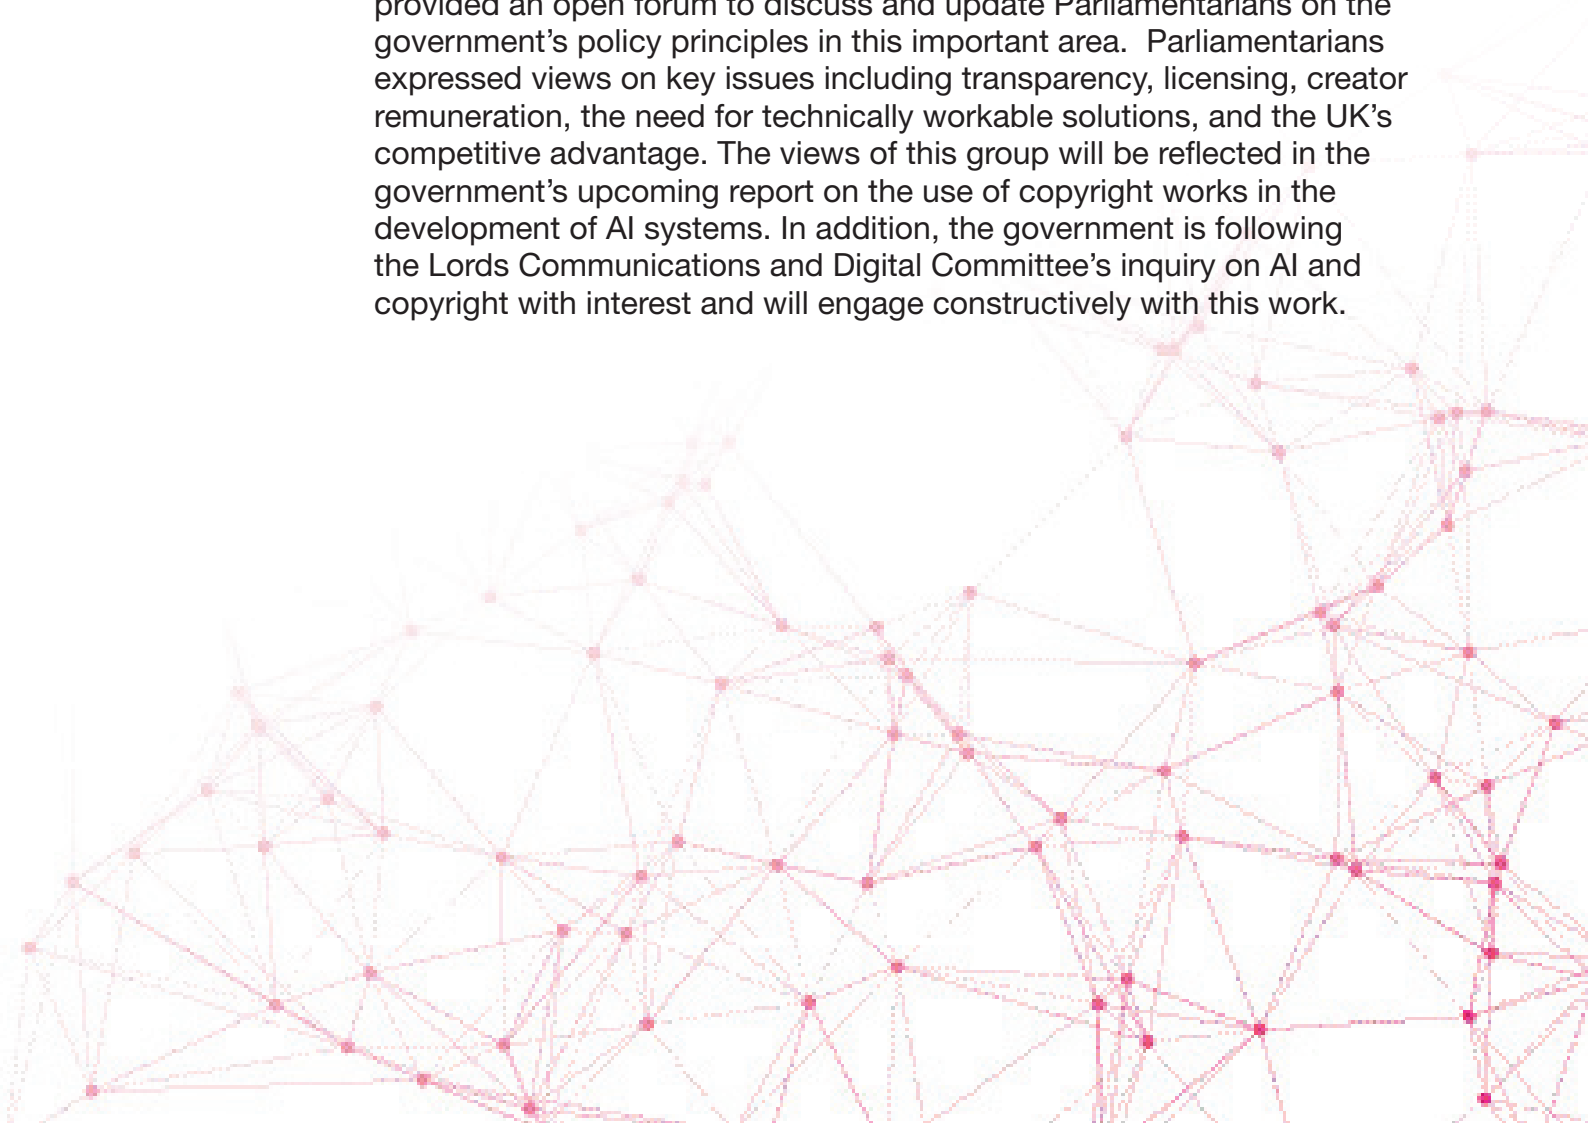 provided an open forum to discuss and update Parliamentarians on the
government’s policy principles in this important area.  Parliamentarians
expressed views on key issues including transparency, licensing, creator
remuneration, the need for technically workable solutions, and the UK’s
competitive advantage. The views of this group will be reflected in the
government’s upcoming report on the use of copyright works in the
development of AI systems. In addition, the government is following
the Lords Communications and Digital Committee’s inquiry on AI and
copyright with interest and will engage constructively with this work.